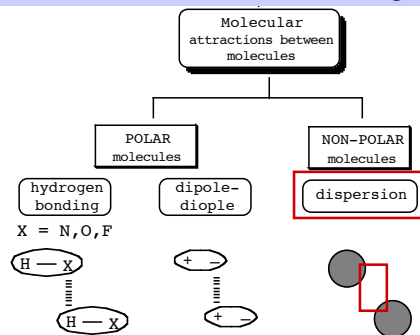 Molecular
attractions between
molecules
POLAR
molecules
NON-POLAR
molecules
hydrogen
bonding
dipole-
diople
dispersion
X = N,O,F
H — X
+ −
H — X
+ −